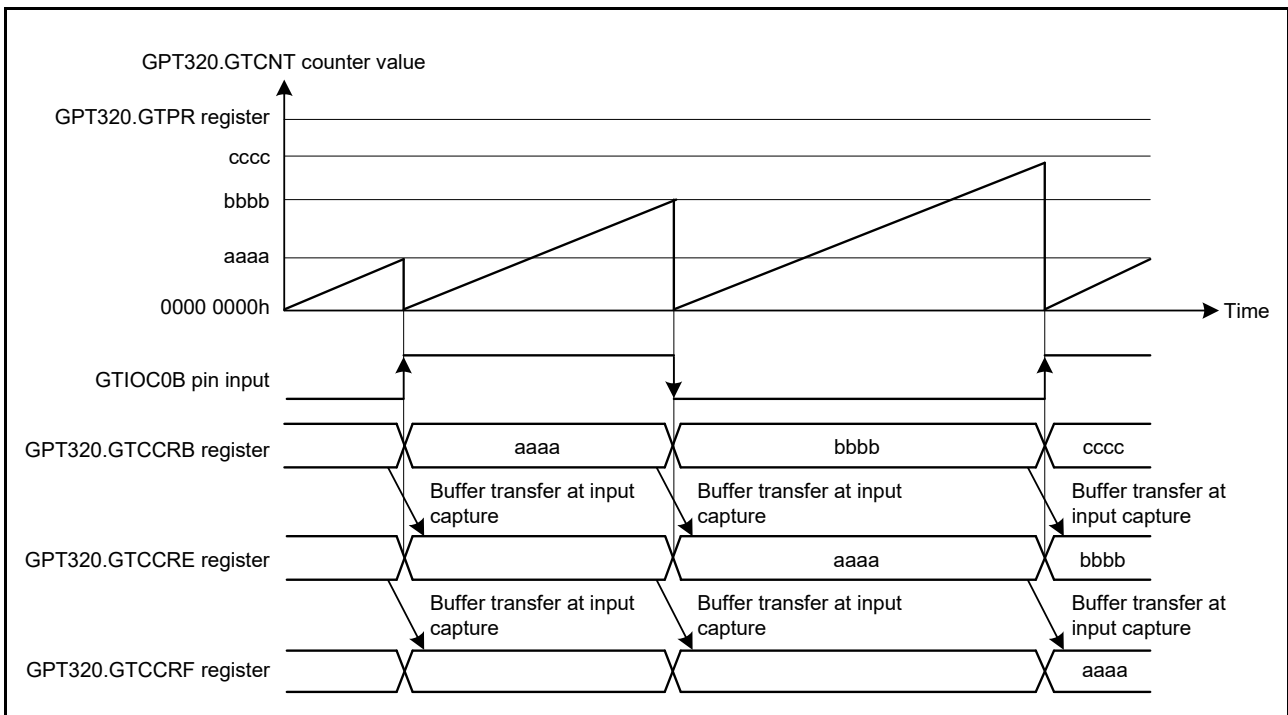 GPT320.GTCNT counter value
GPT320.GTPR register
cccc
bbbb
aaaa
0000 0000h
Time
GTIOC0B pin input
GPT320.GTCCRB register
aaaa
bbbb
cccc
Buffer transfer at input
capture
Buffer transfer at input
capture
Buffer transfer at
input capture
GPT320.GTCCRE register
aaaa
bbbb
Buffer transfer at input
capture
Buffer transfer at input
capture
Buffer transfer at
input capture
GPT320.GTCCRF register
aaaa